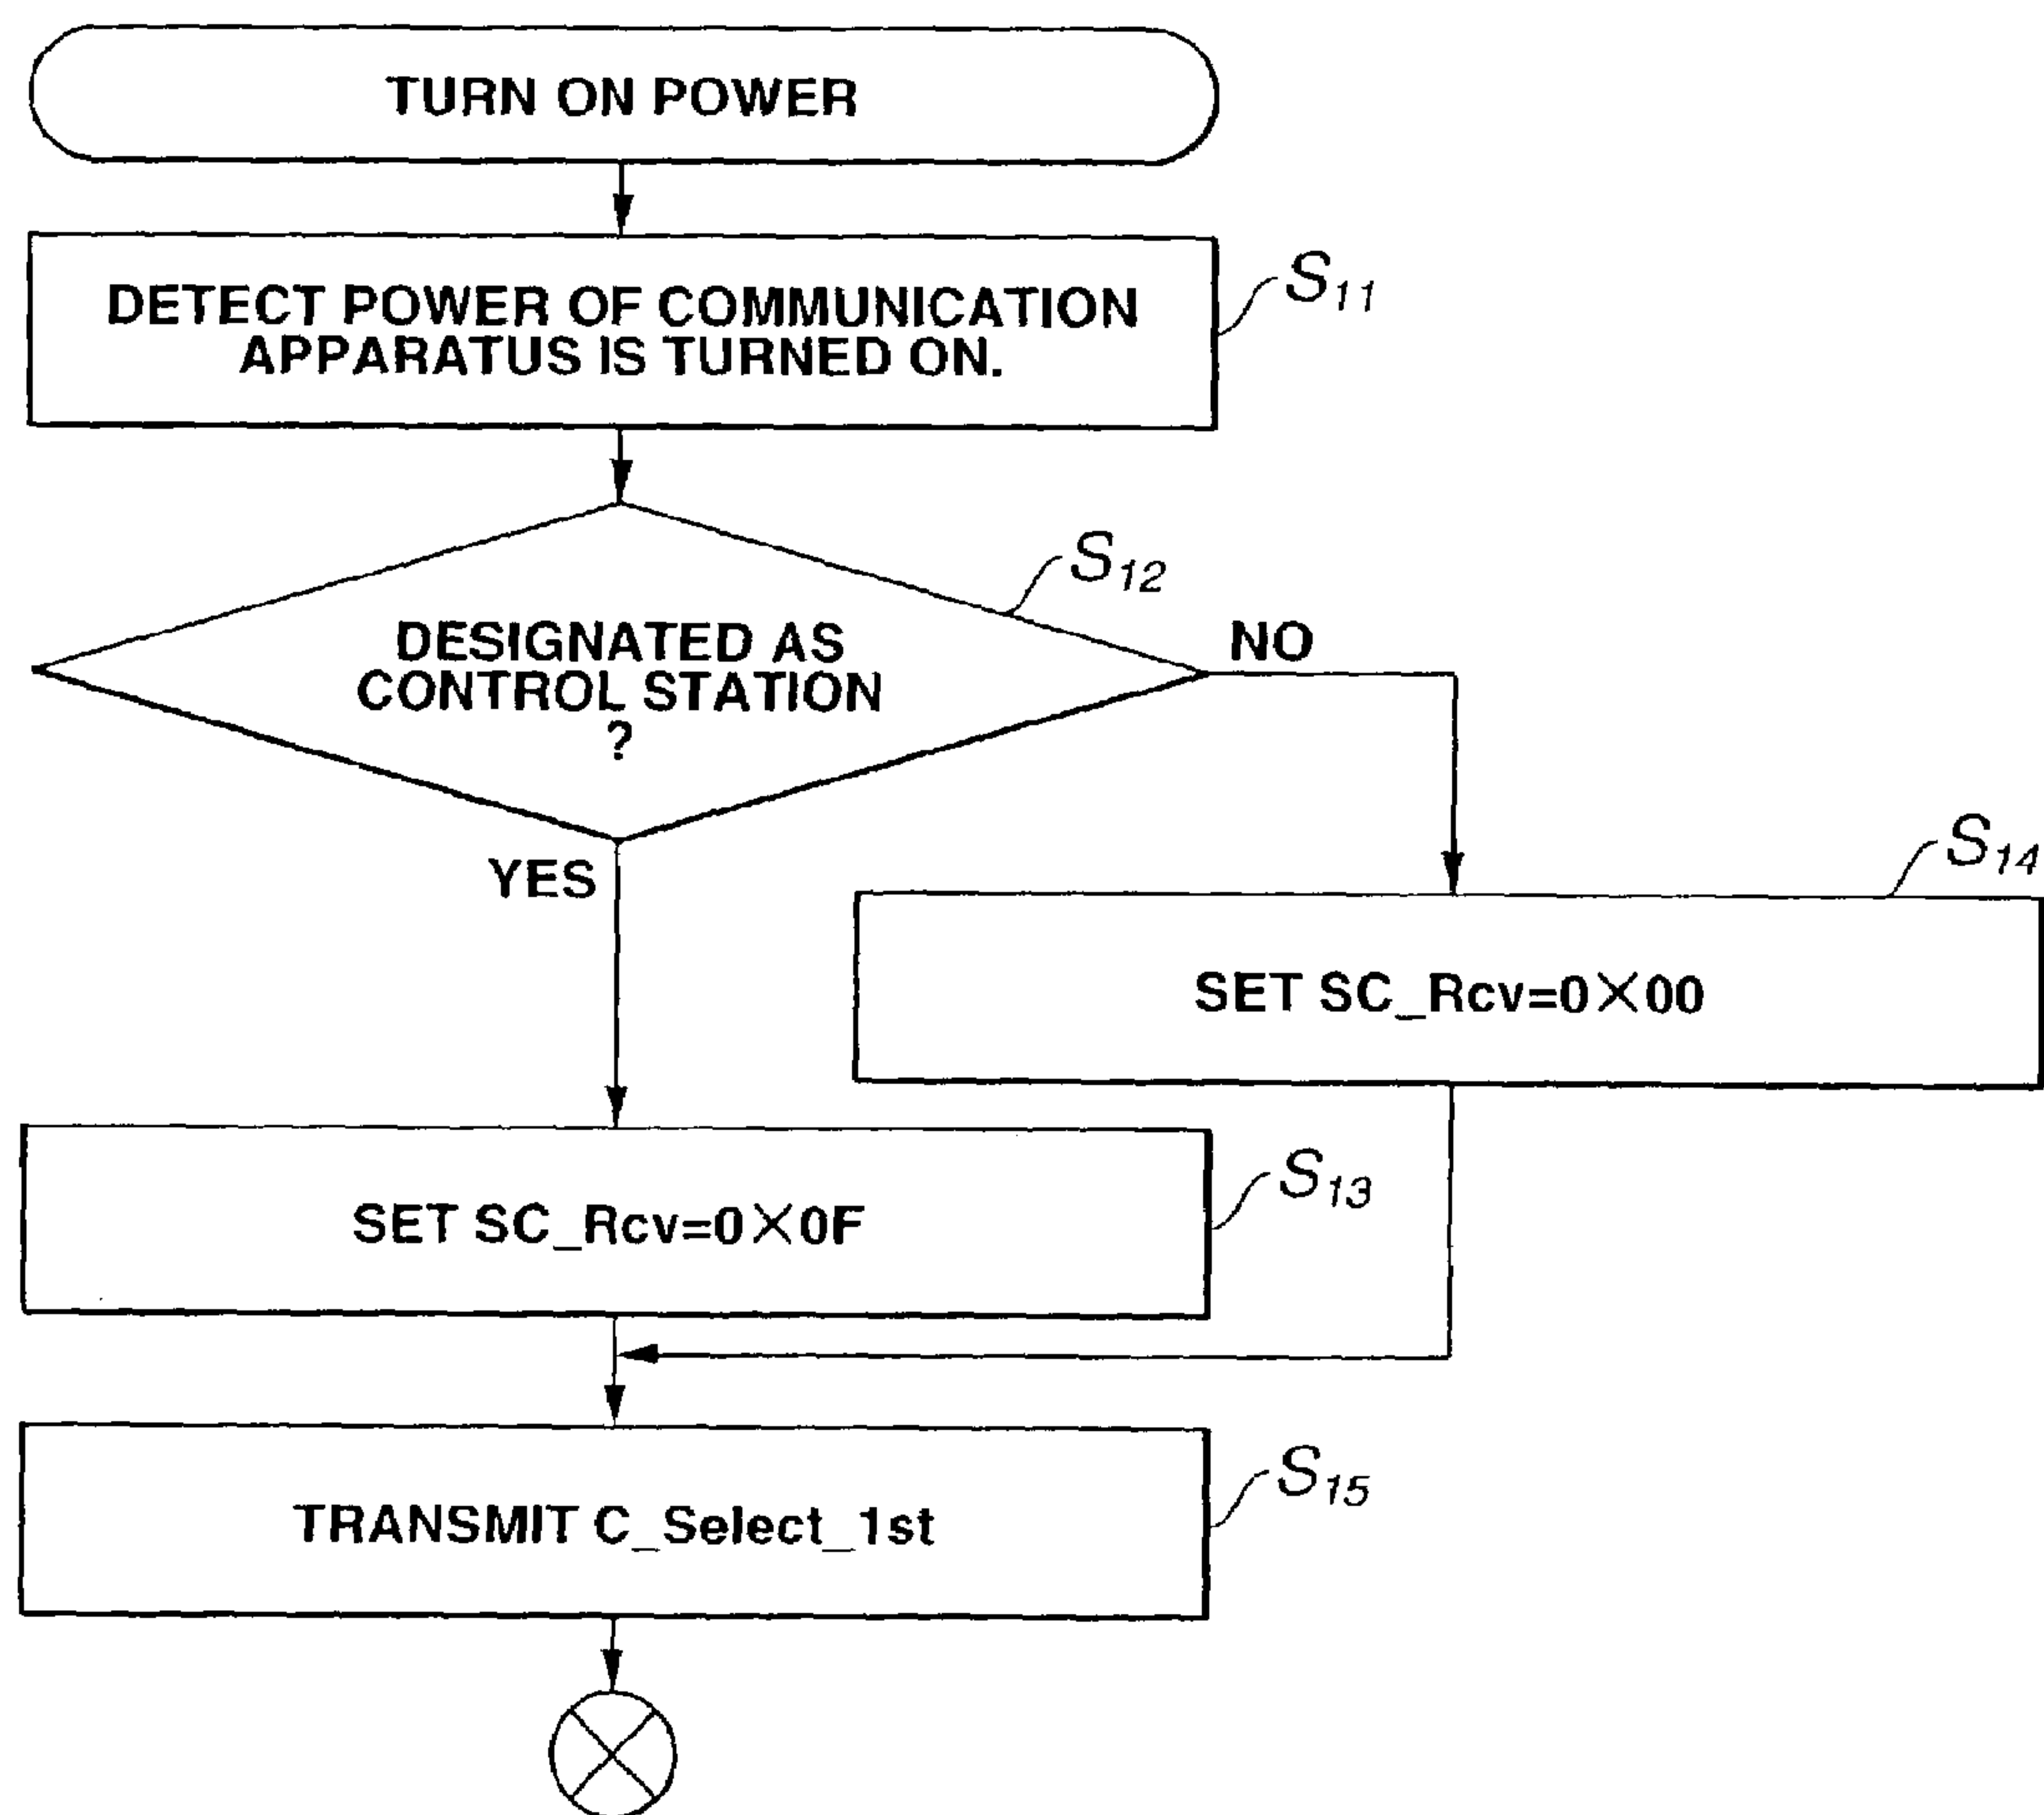 TURN ON POWER
DETECT POWER OF COMMUNICATION
APPARATUS IS TURNED ON.
S11
DESIGNATED AS
CONTROL STATION
?
S12
NO
YES
S14
SET SC_Rcv=0×00
SET SC_Rcv=0×0F
S13
TRANSMIT C_Select_1st
S15